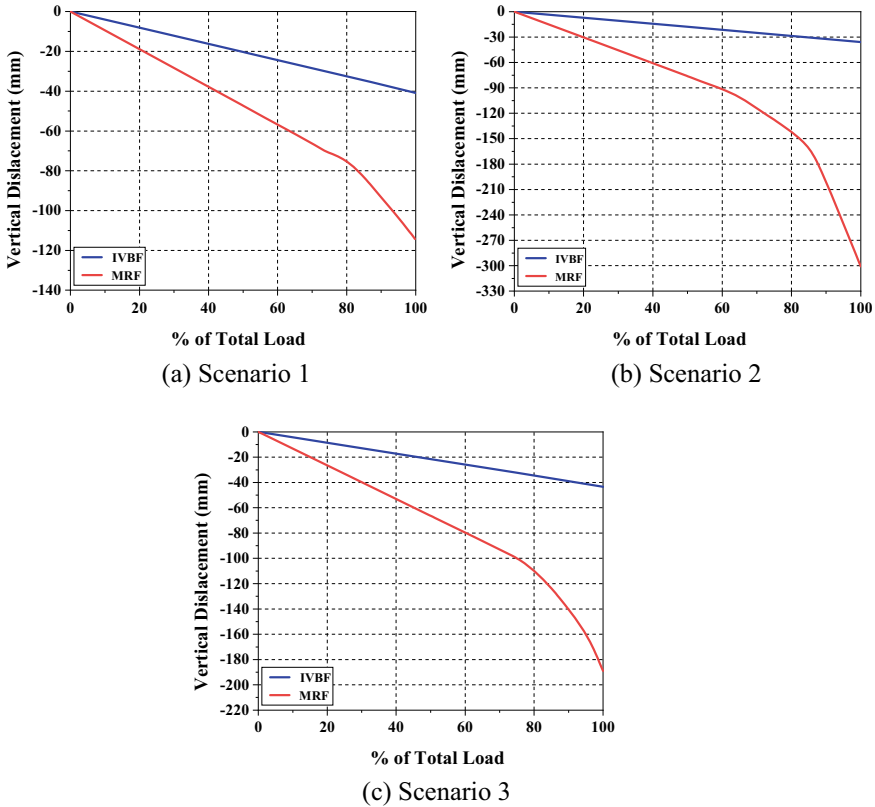 0
-20
-40
-60
-80
-100
-120
-140
Vertical Dislacement (mm)
IVBF
MRF
0 20 40 60 80 100
% of Total Load
(a) Scenario 1
0
-30
-60
-90
-120
-150
-180
-210
-240
-270
-300
-330
Vertical Dislacement (mm)
IVBF
MRF
0 20 40 60 80 100
% of Total Load
(b) Scenario 2
0
-20
-40
-60
-80
-100
-120
-140
-160
-180
-200
-220
Vertical Dislacement (mm)
IVBF
MRF
0 20 40 60 80 100
% of Total Load
(c) Scenario 3